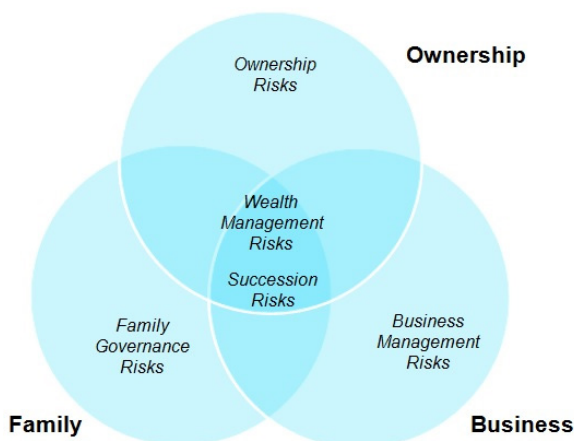 Ownership
Ownership
Risks
Wealth
Management
Risks
Succession
Risks
Family
Governance
Risks
Business
Management
Risks
Family
Business